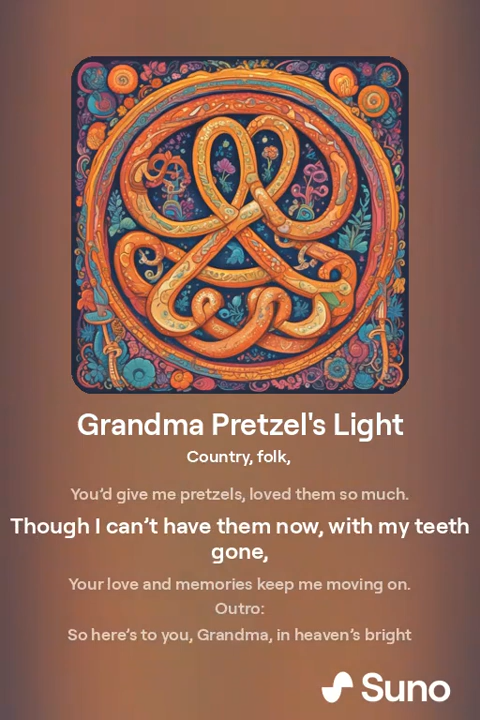 Grandma Pretzel's Light
Country, folk,
You’d give me pretzels, loved them so much.
Though I can’t have them now, with my teeth
gone,
Your love and memories keep me moving on.
Outro:
So here’s to you, Grandma, in heaven’s bright
Suno